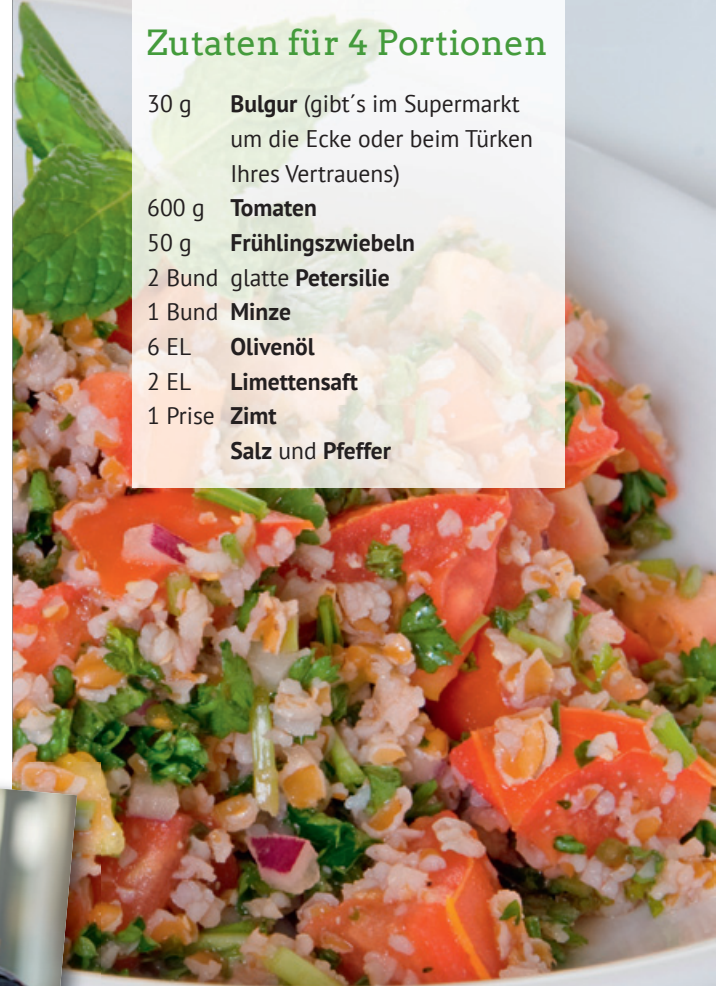 Zutaten für 4 Portionen
30 g Bulgur (gibt´s im Supermarkt
um die Ecke oder beim Türken
Ihres Vertrauens)
600 g Tomaten
50 g Frühlingszwiebeln
2 Bund glatte Petersilie
1 Bund Minze
6 EL Olivenöl
2 EL Limettensaft
1 Prise Zimt
Salz und Pfeffer